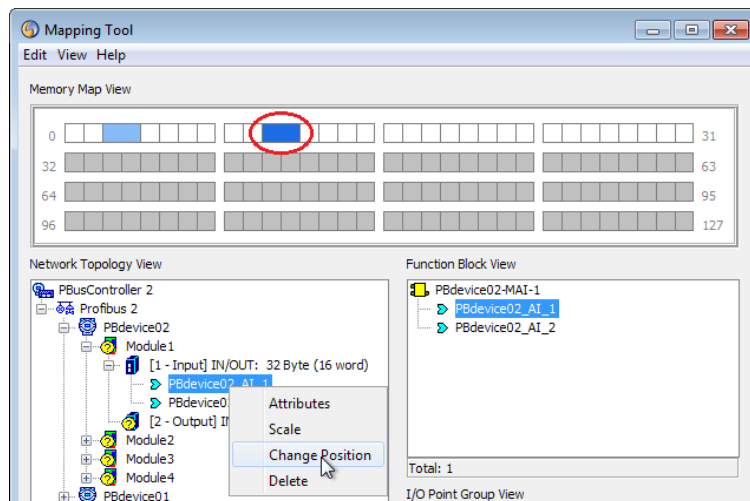 Mapping Tool
Edit View Help
Memory Map View
0 31
32 63
64 95
96 127
Network Topology View
PBusController 2
Profibus 2
PBdevice02
Module1
[1 - Input] IN/OUT: 32 Byte (16 word)
PBdevice02_AI_1
PBdevice0
[2 - Output]
Module2
Module3
Module4
PBdevice01
Attributes
Scale
Change Position
Delete
Function Block View
PBdevice02-MAI-1
PBdevice02_AI_1
PBdevice02_AI_2
Total: 1
I/O Point Group View